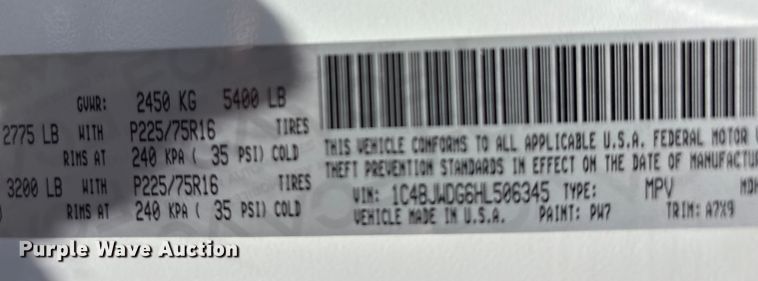 GVWR: 2450 KG 5400 LB
2775 LB WITH P225/75R16 TIRES
RIMS AT 240 KPA ( 35 PSI) COLD
3200 LB WITH P225/75R16 TIRES
RIMS AT 240 KPA ( 35 PSI) COLD
THIS VEHICLE CONFORMS TO ALL APPLICABLE U.S.A. FEDERAL MOTOR
THEFT PREVENTION STANDARDS IN EFFECT ON THE DATE OF MANUFACTU
VIN: 1C4BJWDG6HL506345 TYPE: MPV
VEHICLE MADE IN U.S.A. PAINT: PW7 TRIM: A7X9
Purple Wave Auction